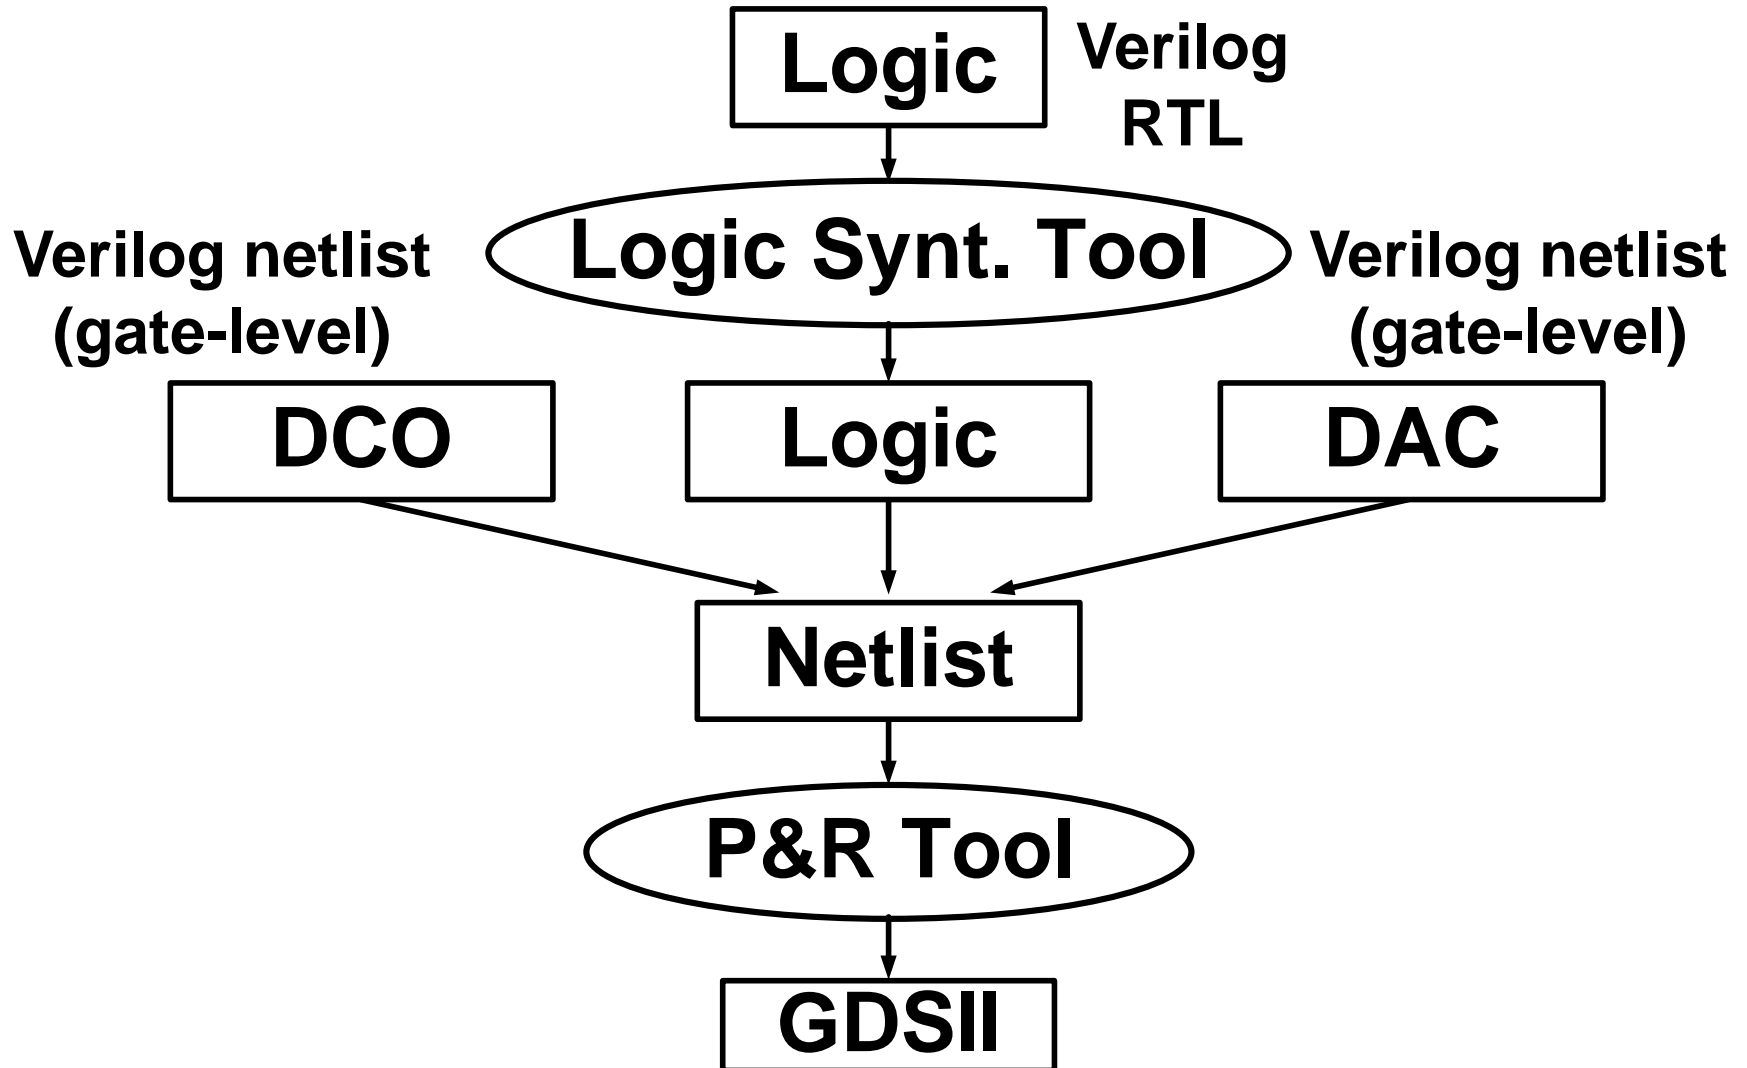 Logic
Verilog
RTL
Logic Synt. Tool
Verilog netlist
(gate-level)
Verilog netlist
(gate-level)
DCO
Logic
DAC
Netlist
P&R Tool
GDSII